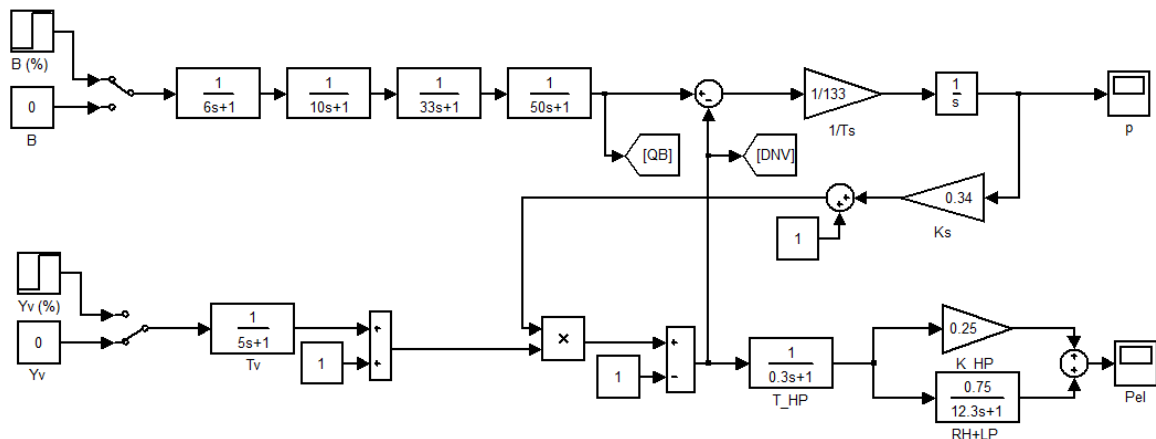 B (%)
0
B
1
6s+1
1
10s+1
1
33s+1
1
50s+1
+
-
1/133
1/Ts
1
s
p
[QB]
[DNV]
+
+
0.34
Ks
1
Yv (%)
0
Yv
1
5s+1
Tv
1
+
+
×
1
+
-
1
0.3s+1
T_HP
0.25
K_HP
0.75
12.3s+1
RH+LP
+
+
Pel